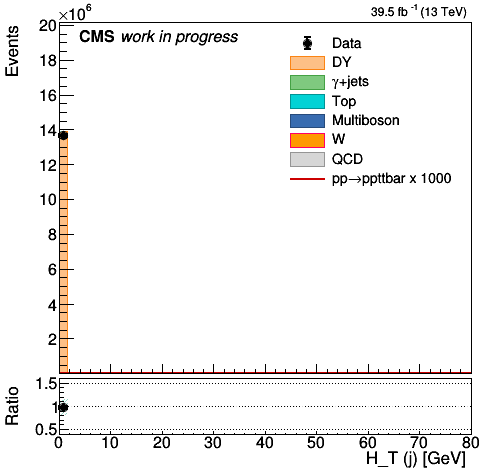 ×10⁶
39.5 fb⁻¹ (13 TeV)
CMS work in progress
Events
20
18
16
14
12
10
8
6
4
2
Data
DY
γ+jets
Top
Multiboson
W
QCD
pp→ppttbar x 1000
Ratio
1.5
1
0.5
0 10 20 30 40 50 60 70 80
H_T (j) [GeV]